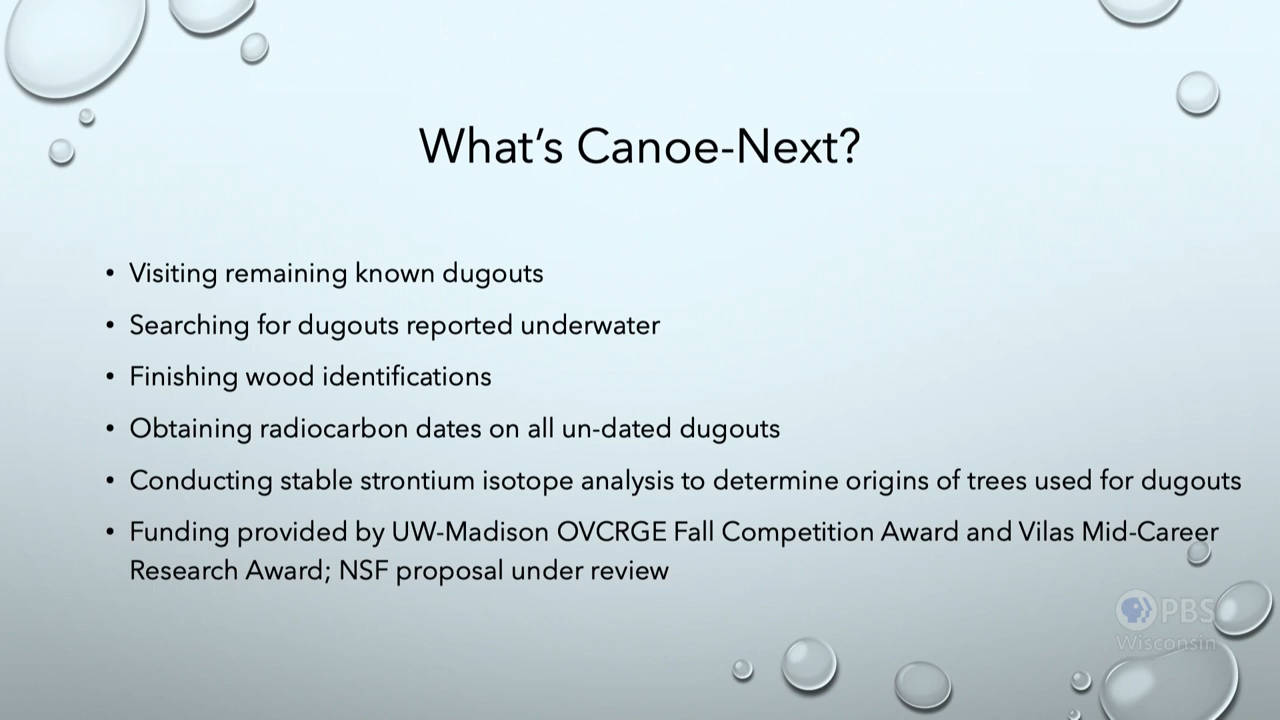 What's Canoe-Next?
• Visiting remaining known dugouts
• Searching for dugouts reported underwater
• Finishing wood identifications
• Obtaining radiocarbon dates on all un-dated dugouts
• Conducting stable strontium isotope analysis to determine origins of trees used for dugouts
• Funding provided by UW-Madison OVCRGE Fall Competition Award and Vilas Mid-Career
Research Award; NSF proposal under review
PBS
Wisconsin